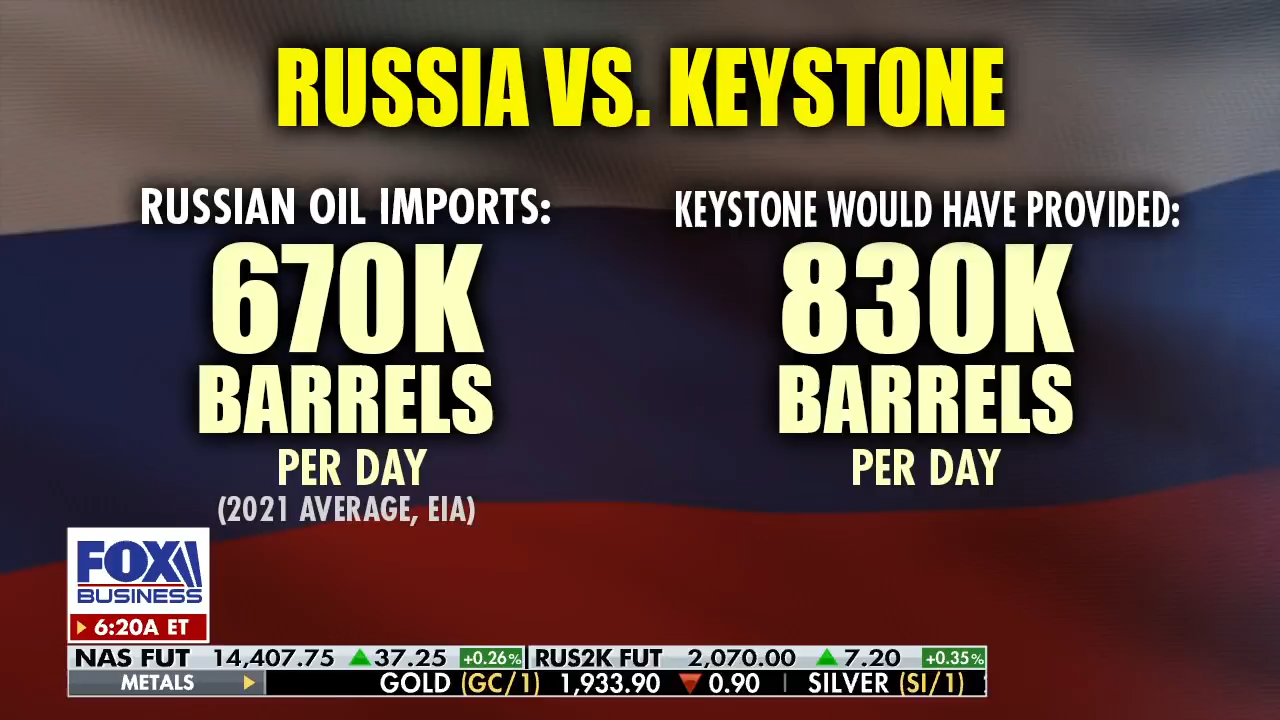 RUSSIA VS. KEYSTONE
RUSSIAN OIL IMPORTS:
670K
BARRELS
PER DAY
(2021 AVERAGE, EIA)
KEYSTONE WOULD HAVE PROVIDED:
830K
BARRELS
PER DAY
FOX
BUSINESS
6:20A ET
NAS FUT 14,407.75 37.25 +0.26% RUS2K FUT 2,070.00 7.20 +0.35%
METALS GOLD (GC/1) 1,933.90 0.90 SILVER (SI/1)